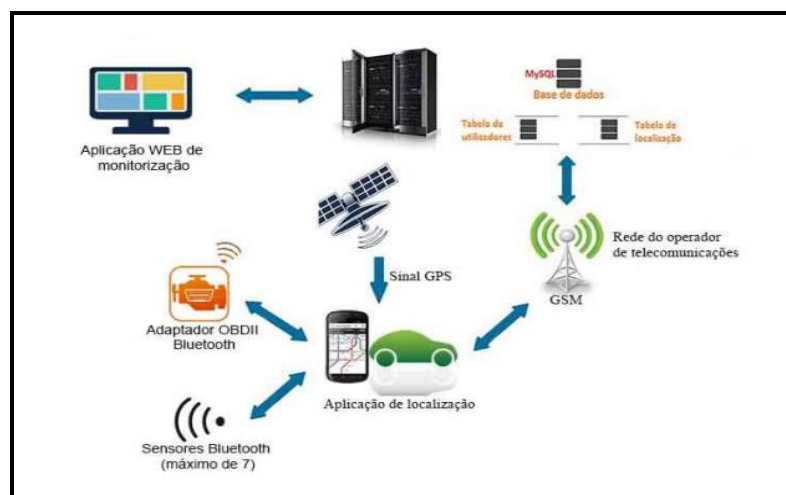 MySQL
Base de dados
Tabela de
utilizadores
Tabela de
localização
Aplicação WEB de
monitorização
Rede do operador
de telecomunicações
GSM
Sinal GPS
Adaptador OBDII
Bluetooth
Aplicação de localização
Sensores Bluetooth
(máximo de 7)